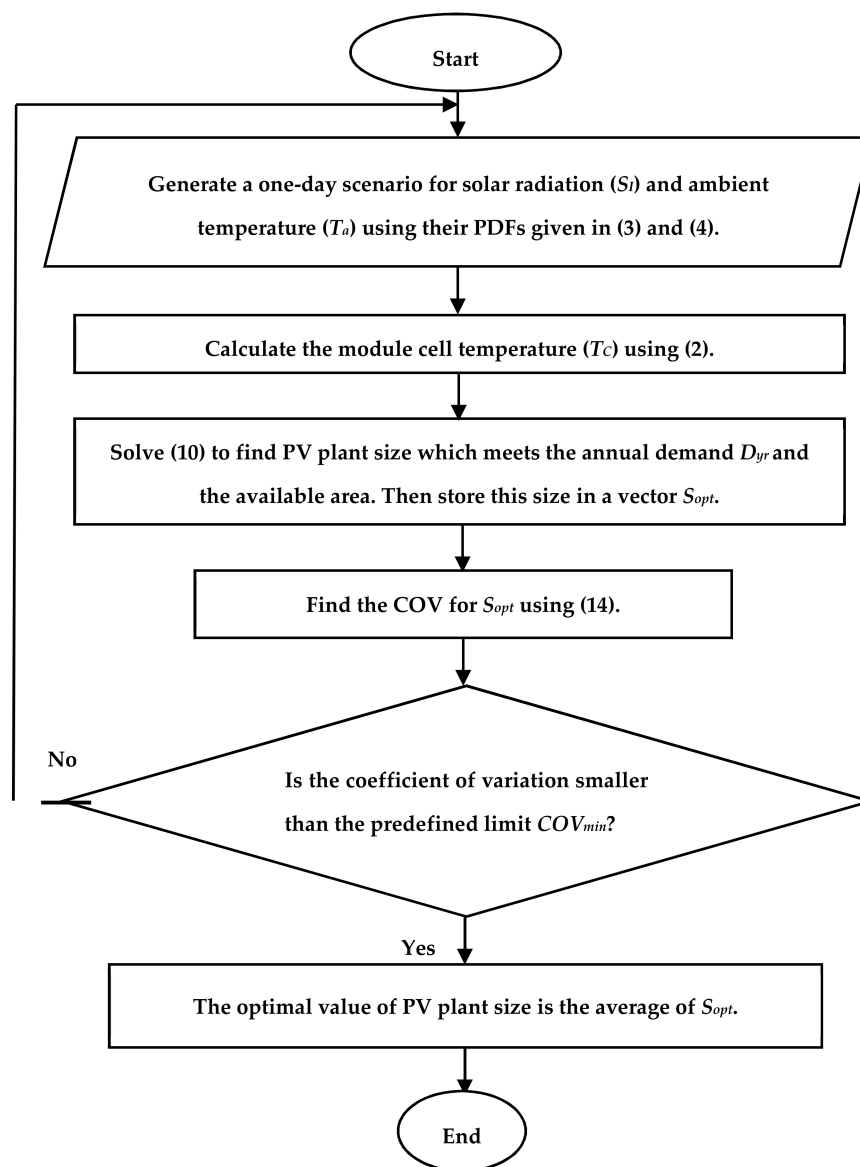 Start
Generate a one-day scenario for solar radiation (SI) and ambient
temperature (Ta) using their PDFs given in (3) and (4).
Calculate the module cell temperature (TC) using (2).
Solve (10) to find PV plant size which meets the annual demand Dyr and
the available area. Then store this size in a vector Sopt.
Find the COV for Sopt using (14).
No
Is the coefficient of variation smaller
than the predefined limit COVmin?
Yes
The optimal value of PV plant size is the average of Sopt.
End